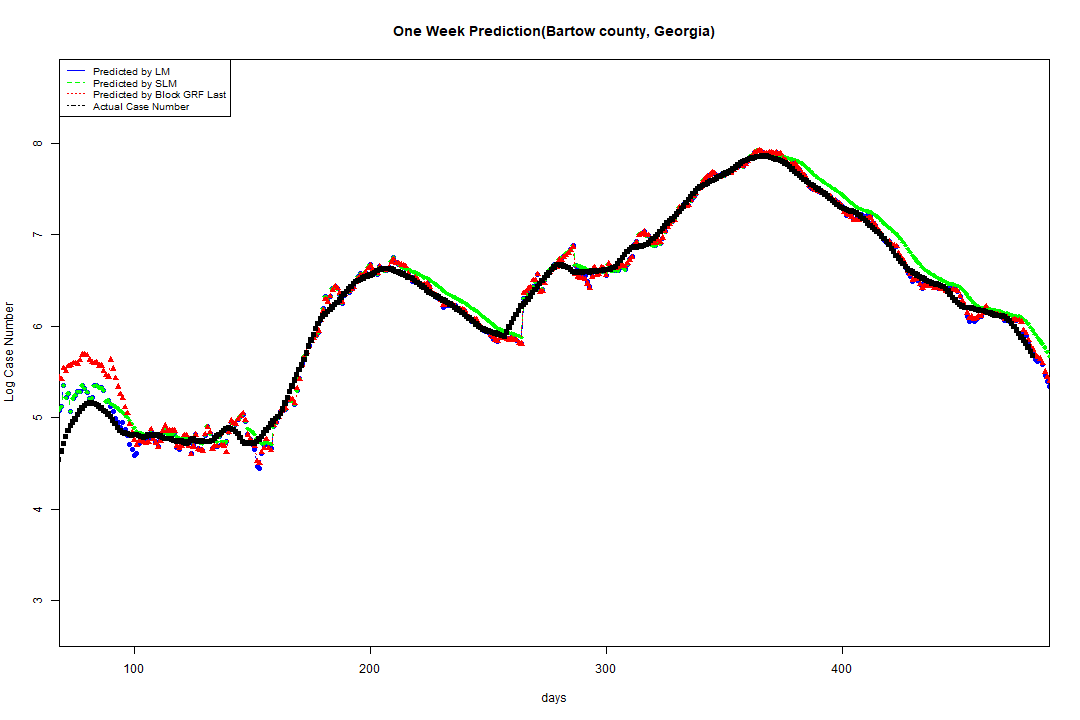 One Week Prediction(Bartow county, Georgia)
Predicted by LM
Predicted by SLM
Predicted by Block GRF Last
Actual Case Number
8
7
6
5
4
3
Log Case Number
100 200 300 400
days